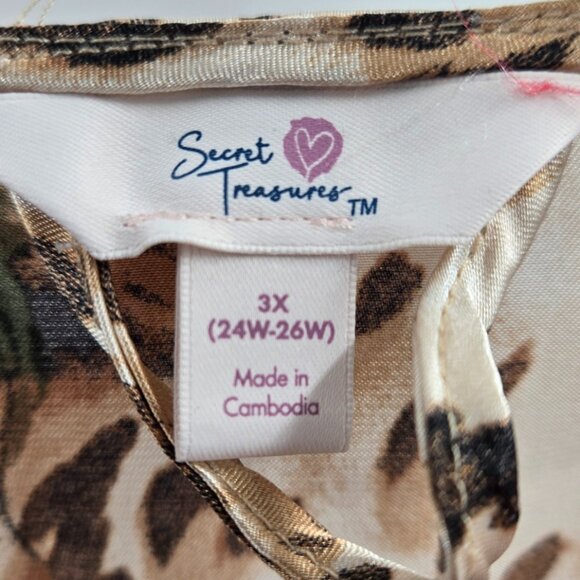 Secret
Treasures TM
3X
(24W-26W)
Made in
Cambodia